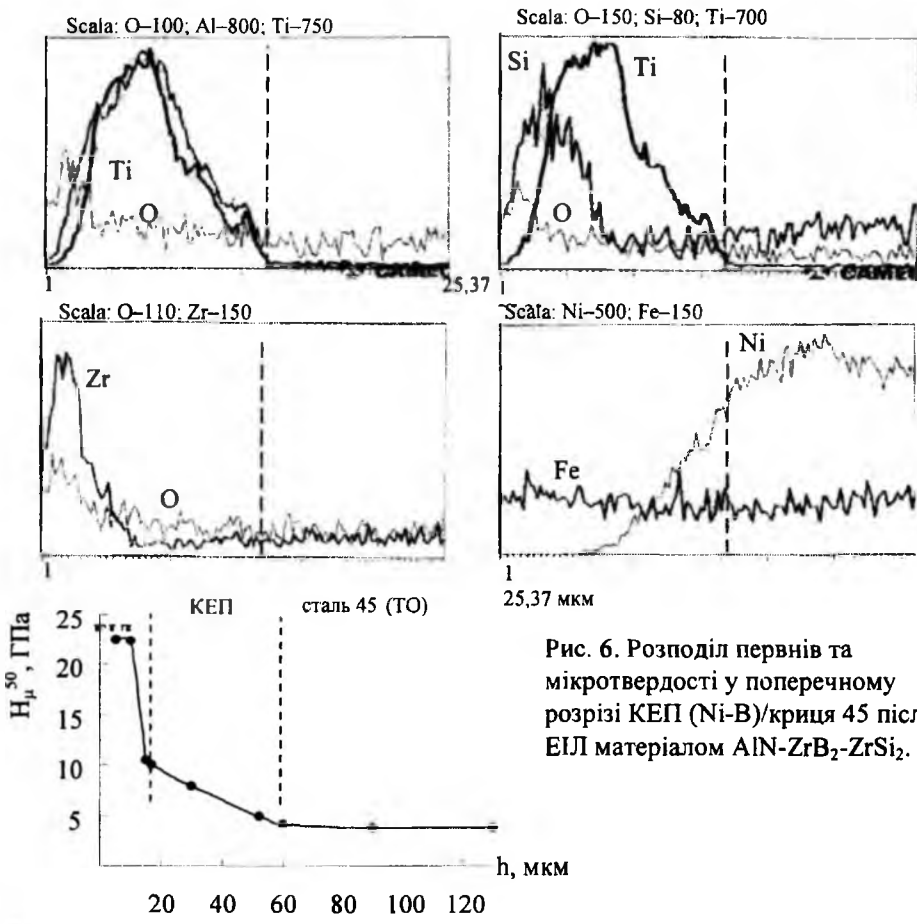 Scala: O–100; Al–800; Ti–750
Ti
O
1
25,37
Scala: O–150; Si–80; Ti–700
Si
Ti
O
CAMEC
1
Scala: O–110; Zr–150
Zr
O
1
Scala: Ni–500; Fe–150
Ni
Fe
1
25,37 мкм
КЕП
сталь 45 (ТО)
Hμ⁵⁰, ГПа
25
20
15
10
5
20 40 60 80 100 120
h, мкм
Рис. 6. Розподіл первнів та
мікротвердості у поперечному
розрізі КЕП (Ni-B)/криця 45 післ
ЕІЛ матеріалом AlN-ZrB₂-ZrSi₂.